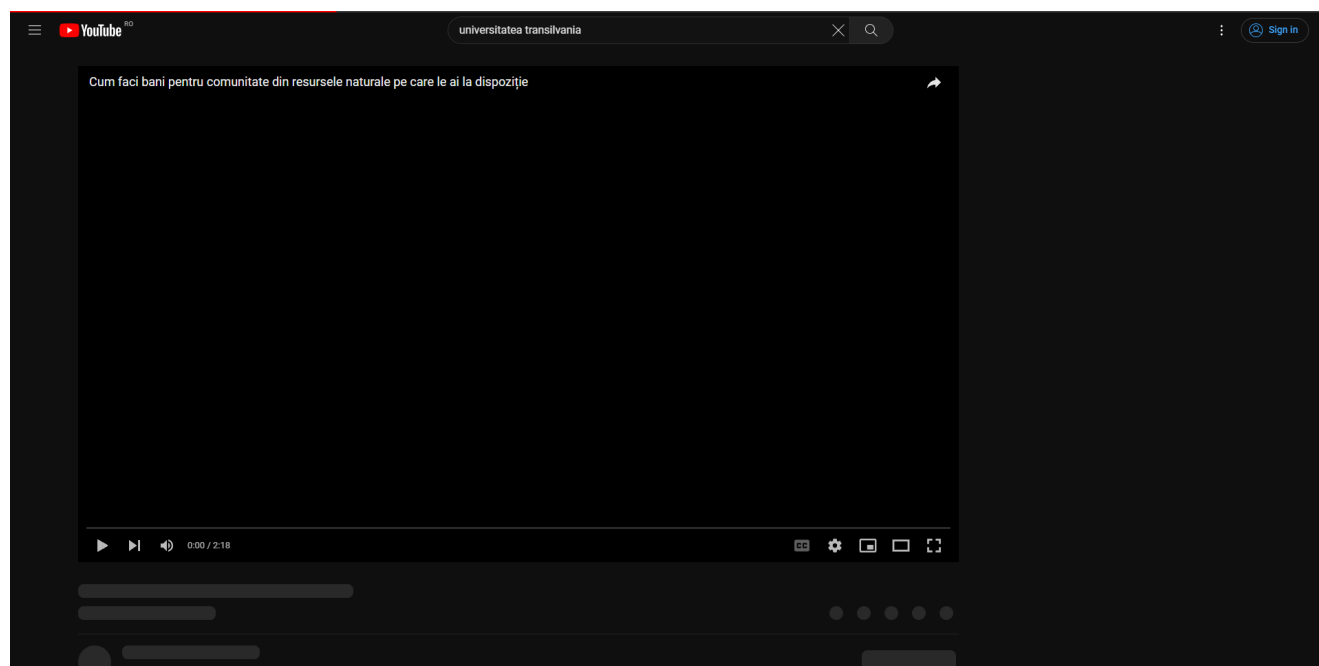 YouTube RO
universitatea transilvania
Sign in
Cum faci bani pentru comunitate din resursele naturale pe care le ai la dispoziție
0:00 / 2:18
CC